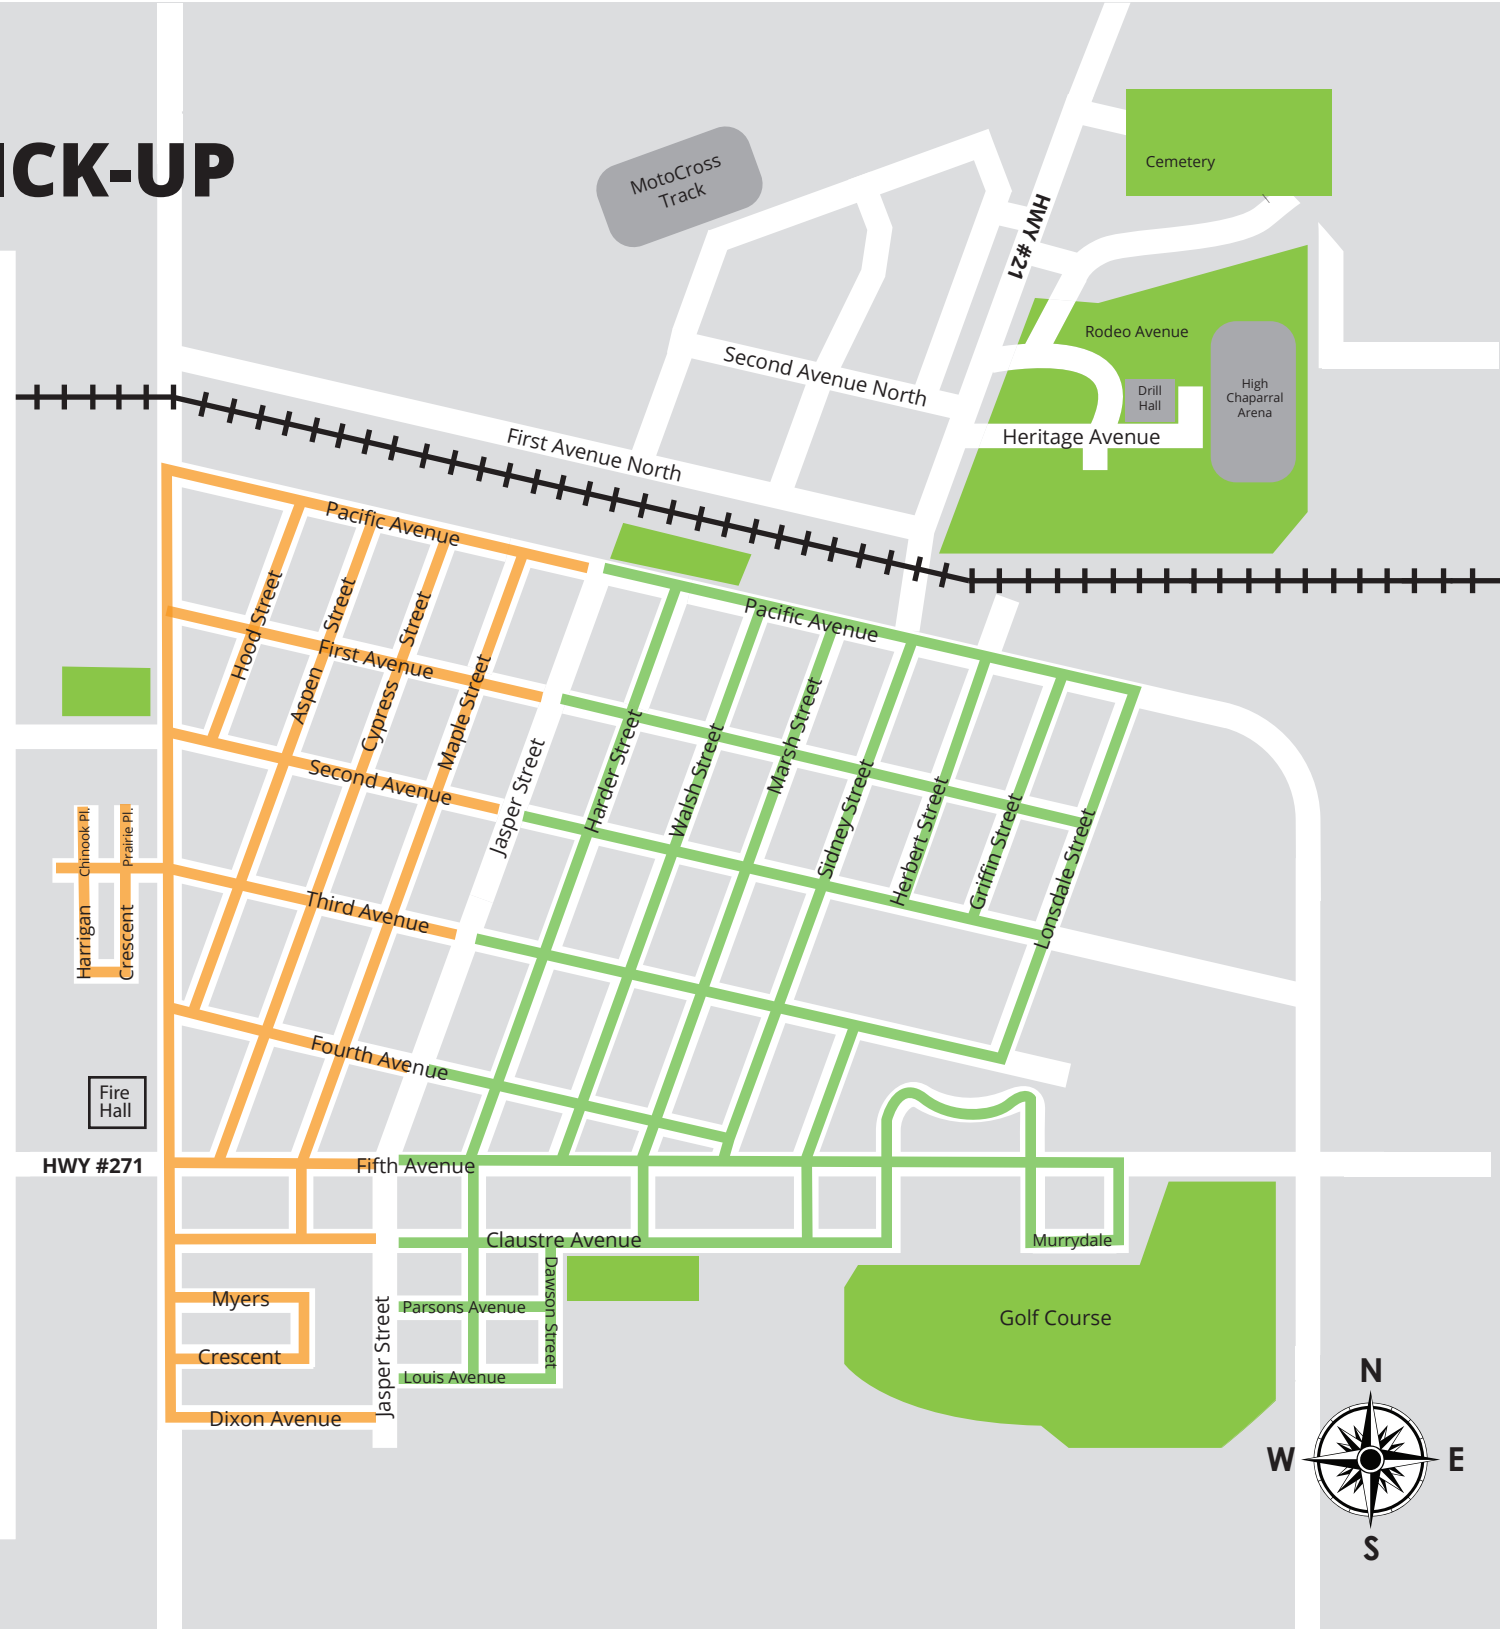 ICK-UP
MotoCross
Track
Cemetery
HWY #21
Rodeo Avenue
Second Avenue North
Drill
Hall
High
Chaparral
Arena
Heritage Avenue
First Avenue North
Pacific Avenue
Pacific Avenue
Hood Street
Aspen Street
Cypress Street
First Avenue
Maple Street
Jasper Street
Harder Street
Walsh Street
Marsh Street
Sidney Street
Herbert Street
Griffin Street
Lonsdale Street
Second Avenue
Chinook Pl.
Prairie Pl.
Harrigan
Crescent
Third Avenue
Fourth Avenue
Fire
Hall
HWY #271
Fifth Avenue
Claustre Avenue
Murrydale
Myers
Crescent
Parsons Avenue
Dawson Street
Louis Avenue
Jasper Street
Dixon Avenue
Golf Course
N
W
E
S